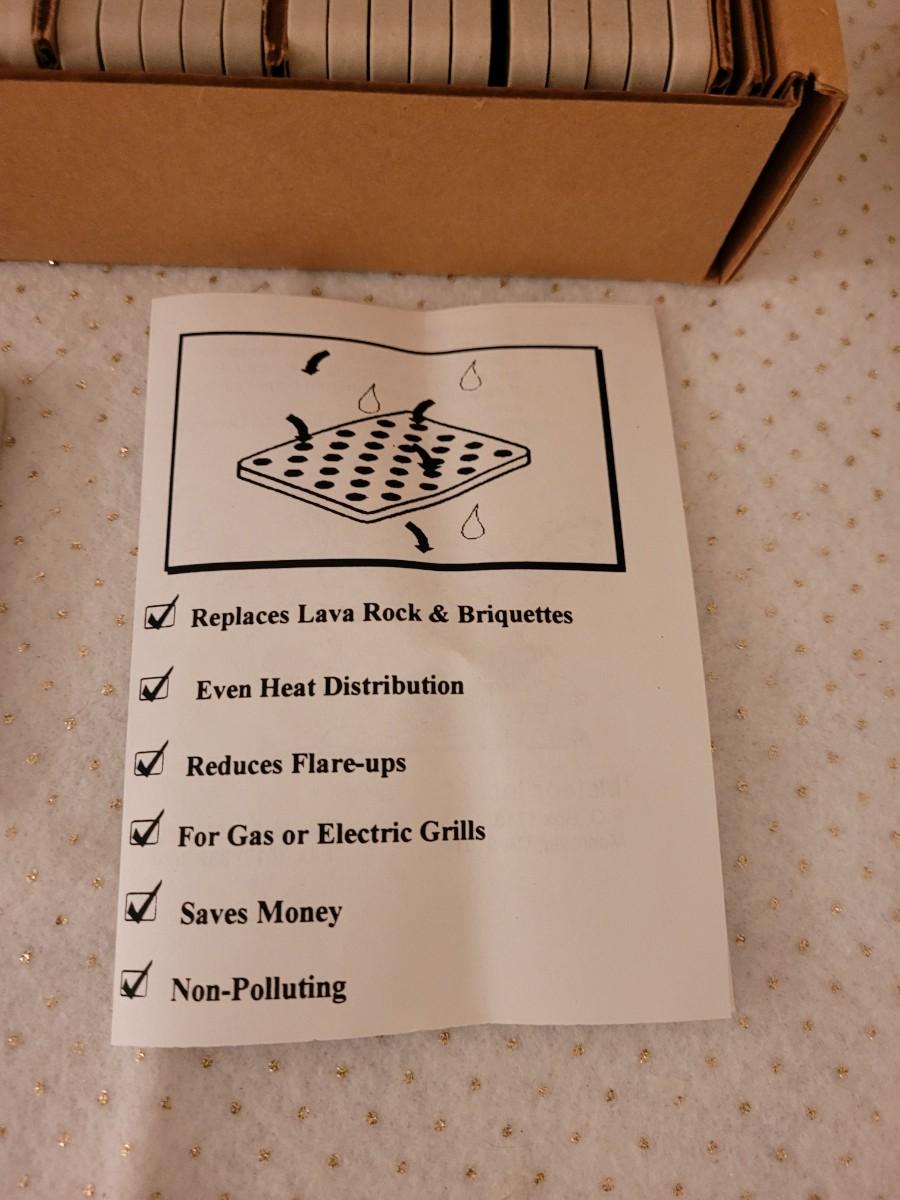 Replaces Lava Rock & Briquettes
Even Heat Distribution
Reduces Flare-ups
For Gas or Electric Grills
Saves Money
Non-Polluting